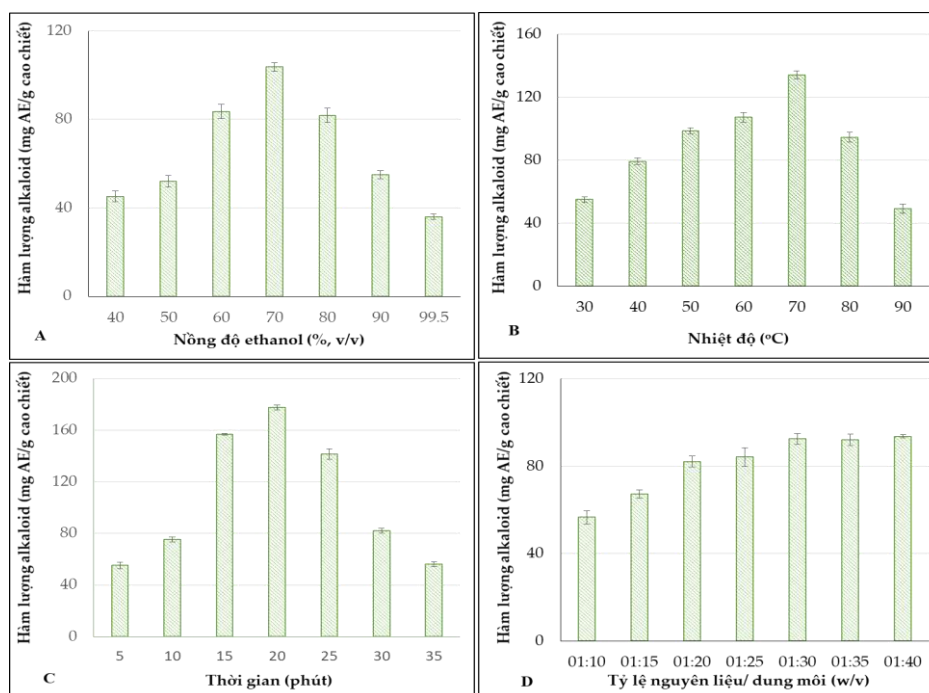 Hàm lượng alkaloid (mg AE/g cao chiết)
120
80
40
0
40 50 60 70 80 90 99.5
A
Nồng độ ethanol (%, v/v)
Hàm lượng alkaloid (mg AE/g cao chiết)
160
120
80
40
0
30 40 50 60 70 80 90
B
Nhiệt độ (ºC)
Hàm lượng alkaloid (mg AE/g cao chiết)
200
160
120
80
40
0
5 10 15 20 25 30 35
C
Thời gian (phút)
Hàm lượng alkaloid (mg AE/g cao chiết)
120
80
40
0
01:10 01:15 01:20 01:25 01:30 01:35 01:40
D
Tỷ lệ nguyên liệu/ dung môi (w/v)